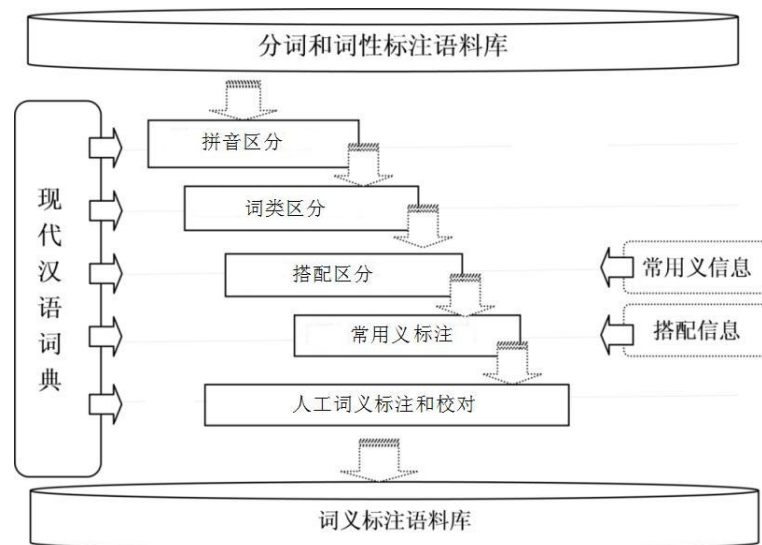 分词和词性标注语料库
现代汉语词典
拼音区分
词类区分
搭配区分
常用义信息
常用义标注
搭配信息
人工词义标注和校对
词义标注语料库